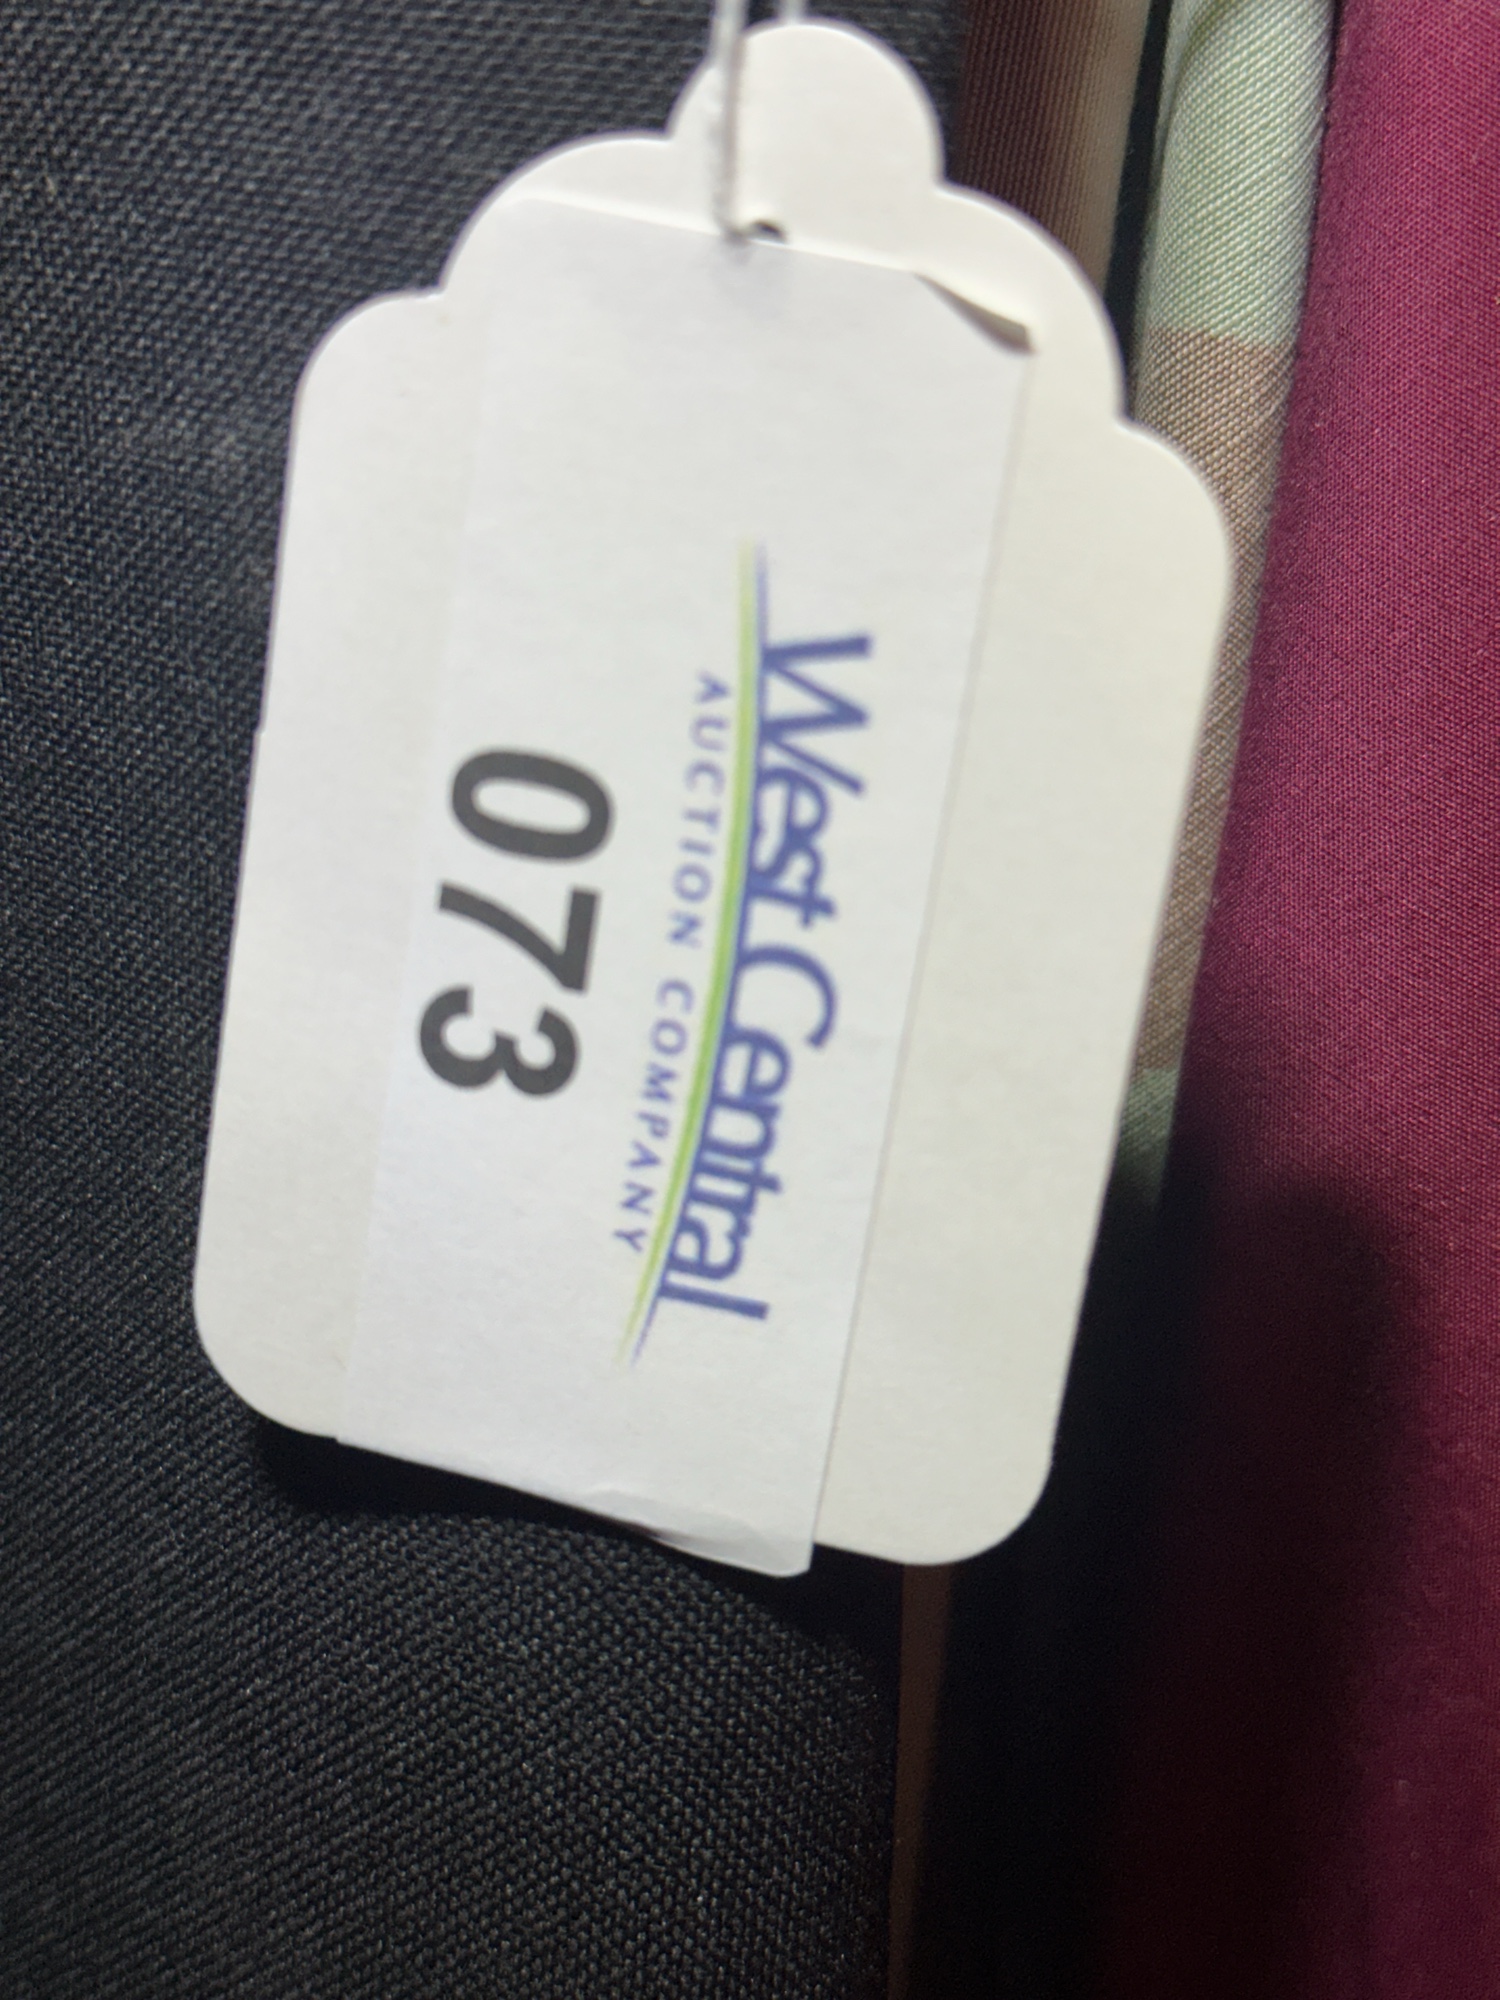 West Central
AUCTION COMPANY
073